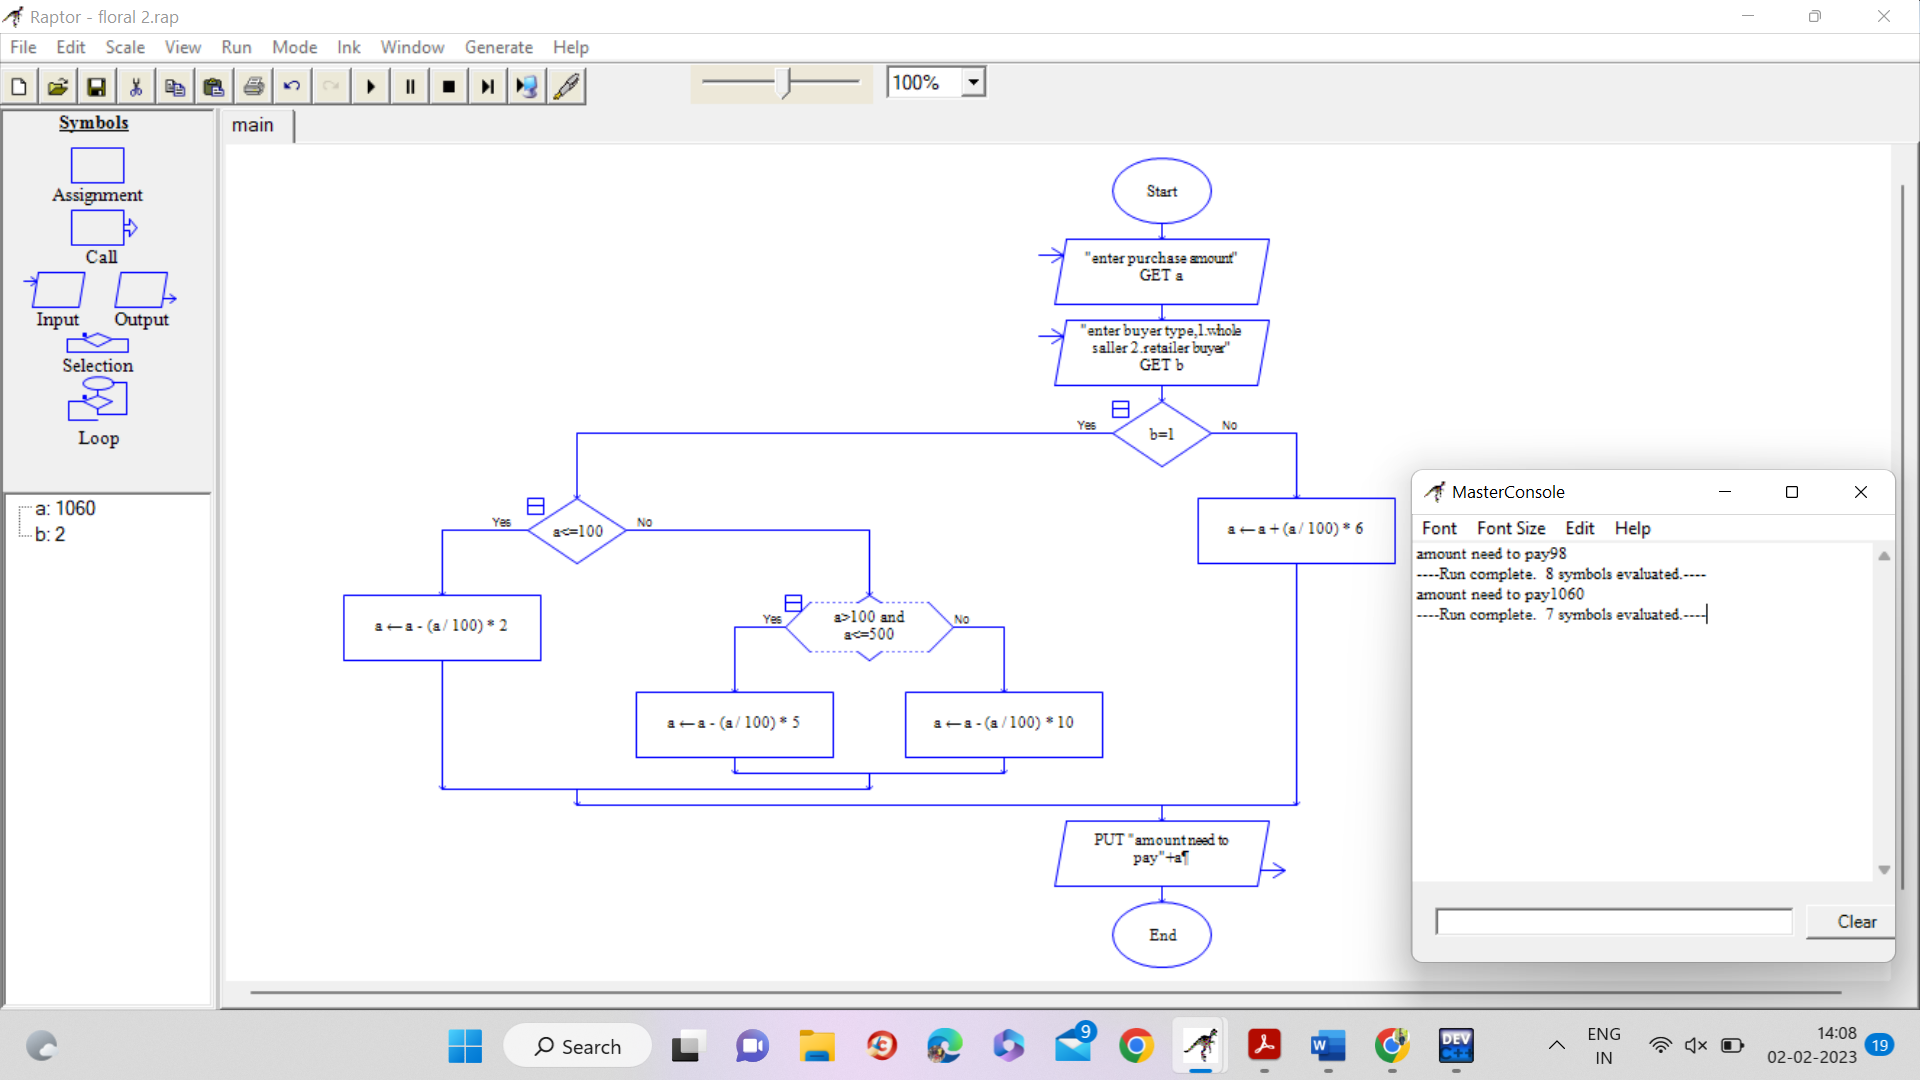 Raptor - floral 2.rap
File Edit Scale View Run Mode Ink Window Generate Help
100%
Symbols
Assignment
Call
Input Output
Selection
Loop
a: 1060
b: 2
main
Start
"enter purchase amount"
GET a
"enter buyer type,1.whole
saller 2.retailer buyer"
GET b
Yes
b=1
No
Yes
a<=100
No
a ← a + (a / 100) * 6
a ← a - (a / 100) * 2
Yes
a>100 and
a<=500
No
a ← a - (a / 100) * 5
a ← a - (a / 100) * 10
PUT "amount need to
pay"+a¶
End
MasterConsole
Font Font Size Edit Help
amount need to pay98
----Run complete. 8 symbols evaluated.----
amount need to pay1060
----Run complete. 7 symbols evaluated.----
Clear
Search
9
W
DEV
C++
ENG
IN
14:08
02-02-2023
19